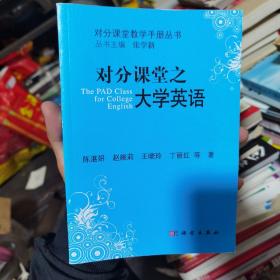 对分课堂教学手册丛书
丛书主编 张学新
对分课堂之
The PAD Class
for College
English
大学英语
陈湛妍 赵婉莉 王晓玲 丁丽红 等 著
科学出版社